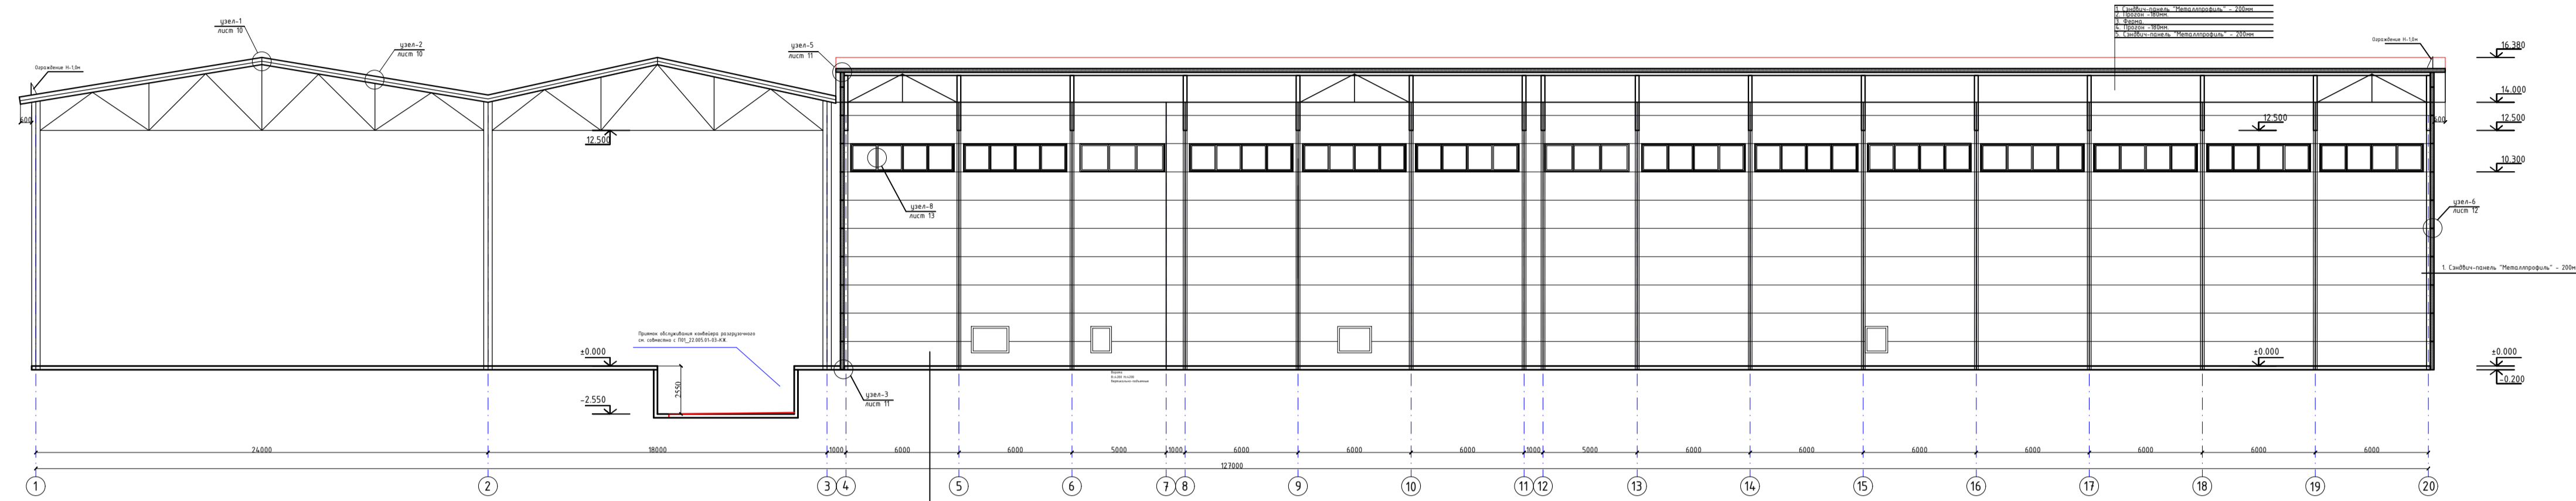 узел-1
лист 10
узел-2
лист 10
Ограждение H-1,0м
узел-5
лист 11
1. Сэндвич-панель "Металлпрофиль" - 200мм
2. Прогон -180мм.
3. Ферма.
4. Прогон -180мм.
5. Сэндвич-панель "Металлпрофиль" - 200мм
Ограждение H-1,0м
16.380
14.000
12.500
10.300
600
600
12.500
12.500
узел-8
лист 13
узел-6
лист 12
1. Сэндвич-панель "Металлпрофиль" - 200м
Приямок обслуживания конвейера разгрузочного
см. совместно с П01_22.005.01-03-КЖ
±0.000
2550
-2.550
узел-3
лист 11
±0.000
±0.000
-0.200
24000 18000 1000 6000 6000 5000 1000 6000 6000 6000 1000 5000 6000 6000 6000 6000 6000 6000 6000
127000
1 2 3 4 5 6 7 8 9 10 11 12 13 14 15 16 17 18 19 20